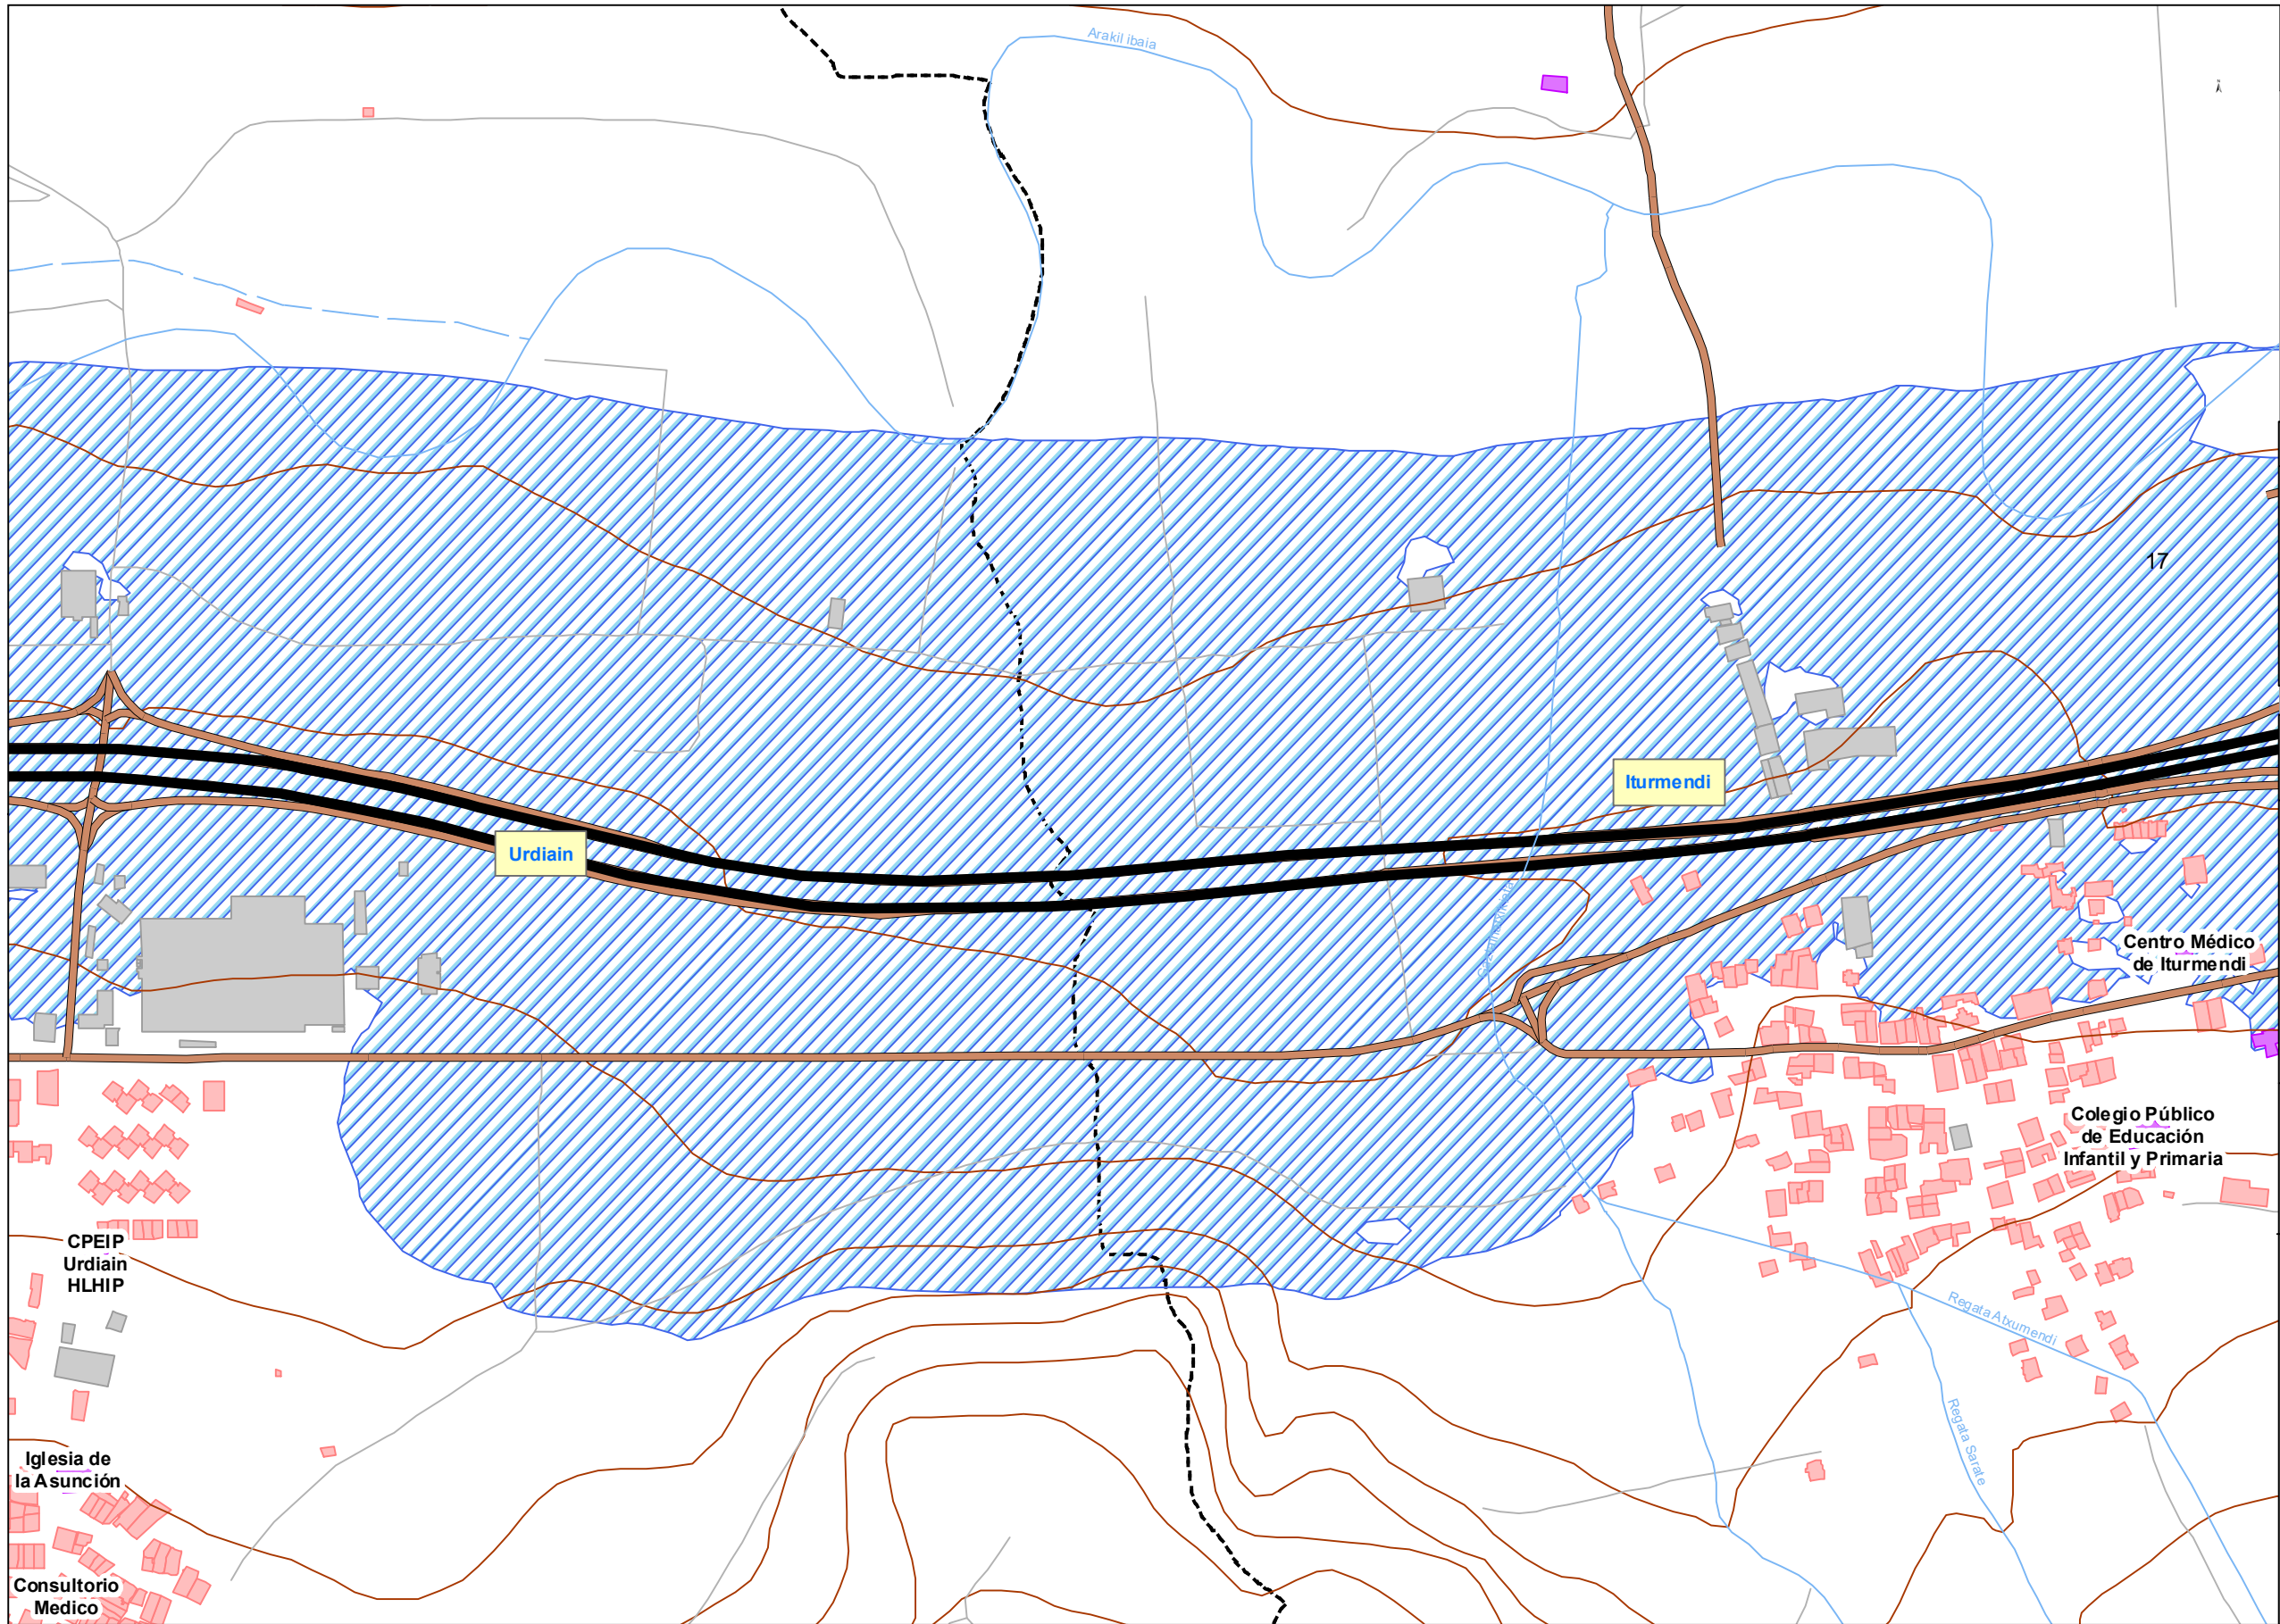 Arakil ibaia
17
Iturmendi
Urdiain
Centro Médico
de Iturmendi
Colegio Público
de Educación
Infantil y Primaria
CPEIP
Urdiain
HLHIP
Regata Atxumendi
Regata Sarate
Iglesia de
la Asunción
Consultorio
Medico